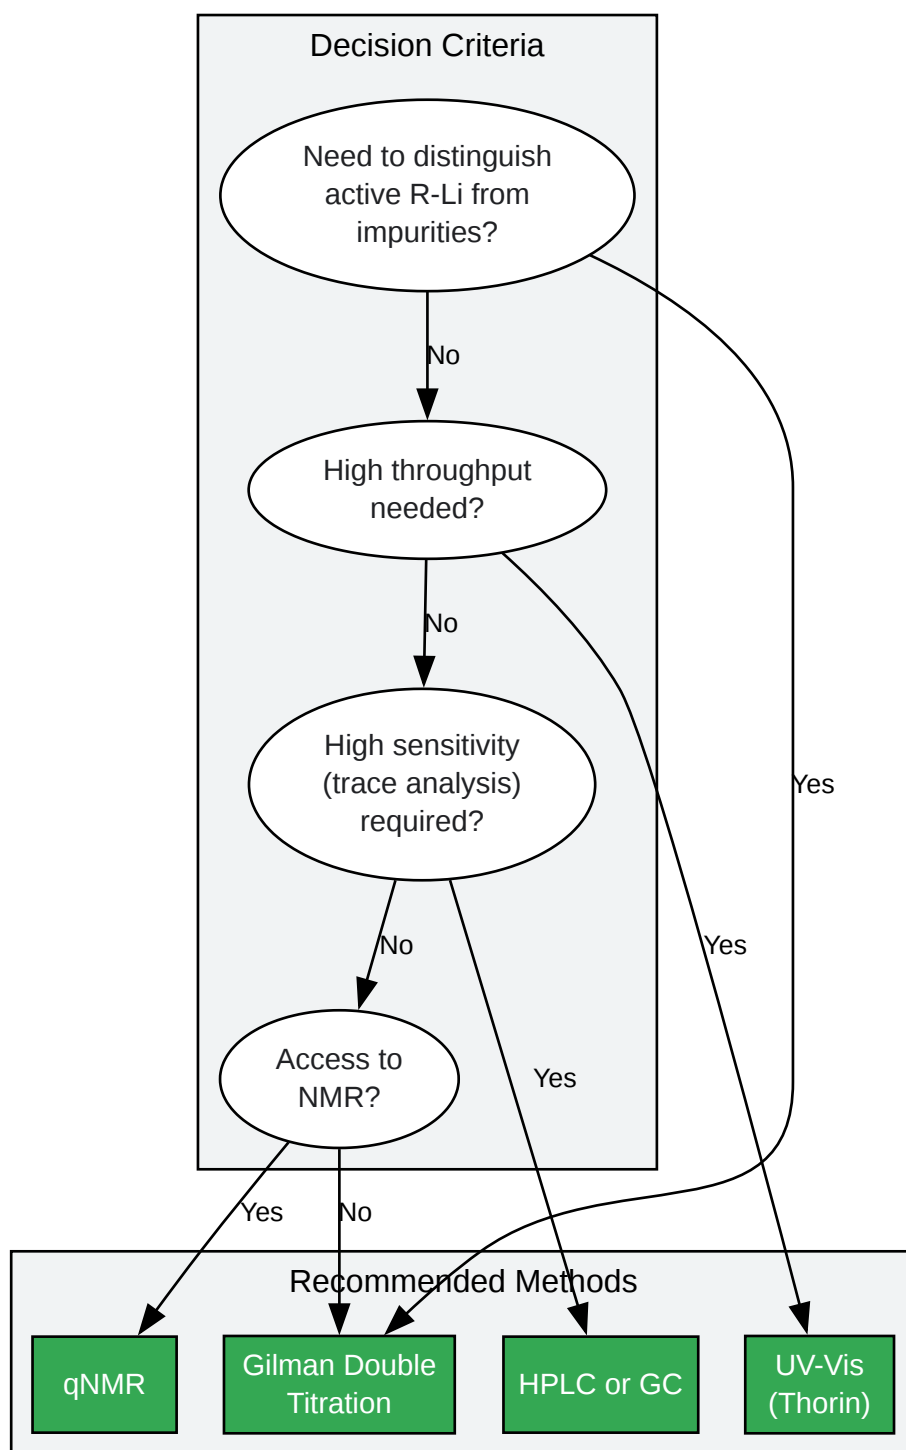 Decision Criteria
Need to distinguish
active R-Li from
impurities?
No
High throughput
needed?
No
High sensitivity
(trace analysis)
required?
Yes
No
Yes
Access to
NMR?
Yes
Yes
No
Recommended Methods
qNMR
Gilman Double
Titration
HPLC or GC
UV-Vis
(Thorin)